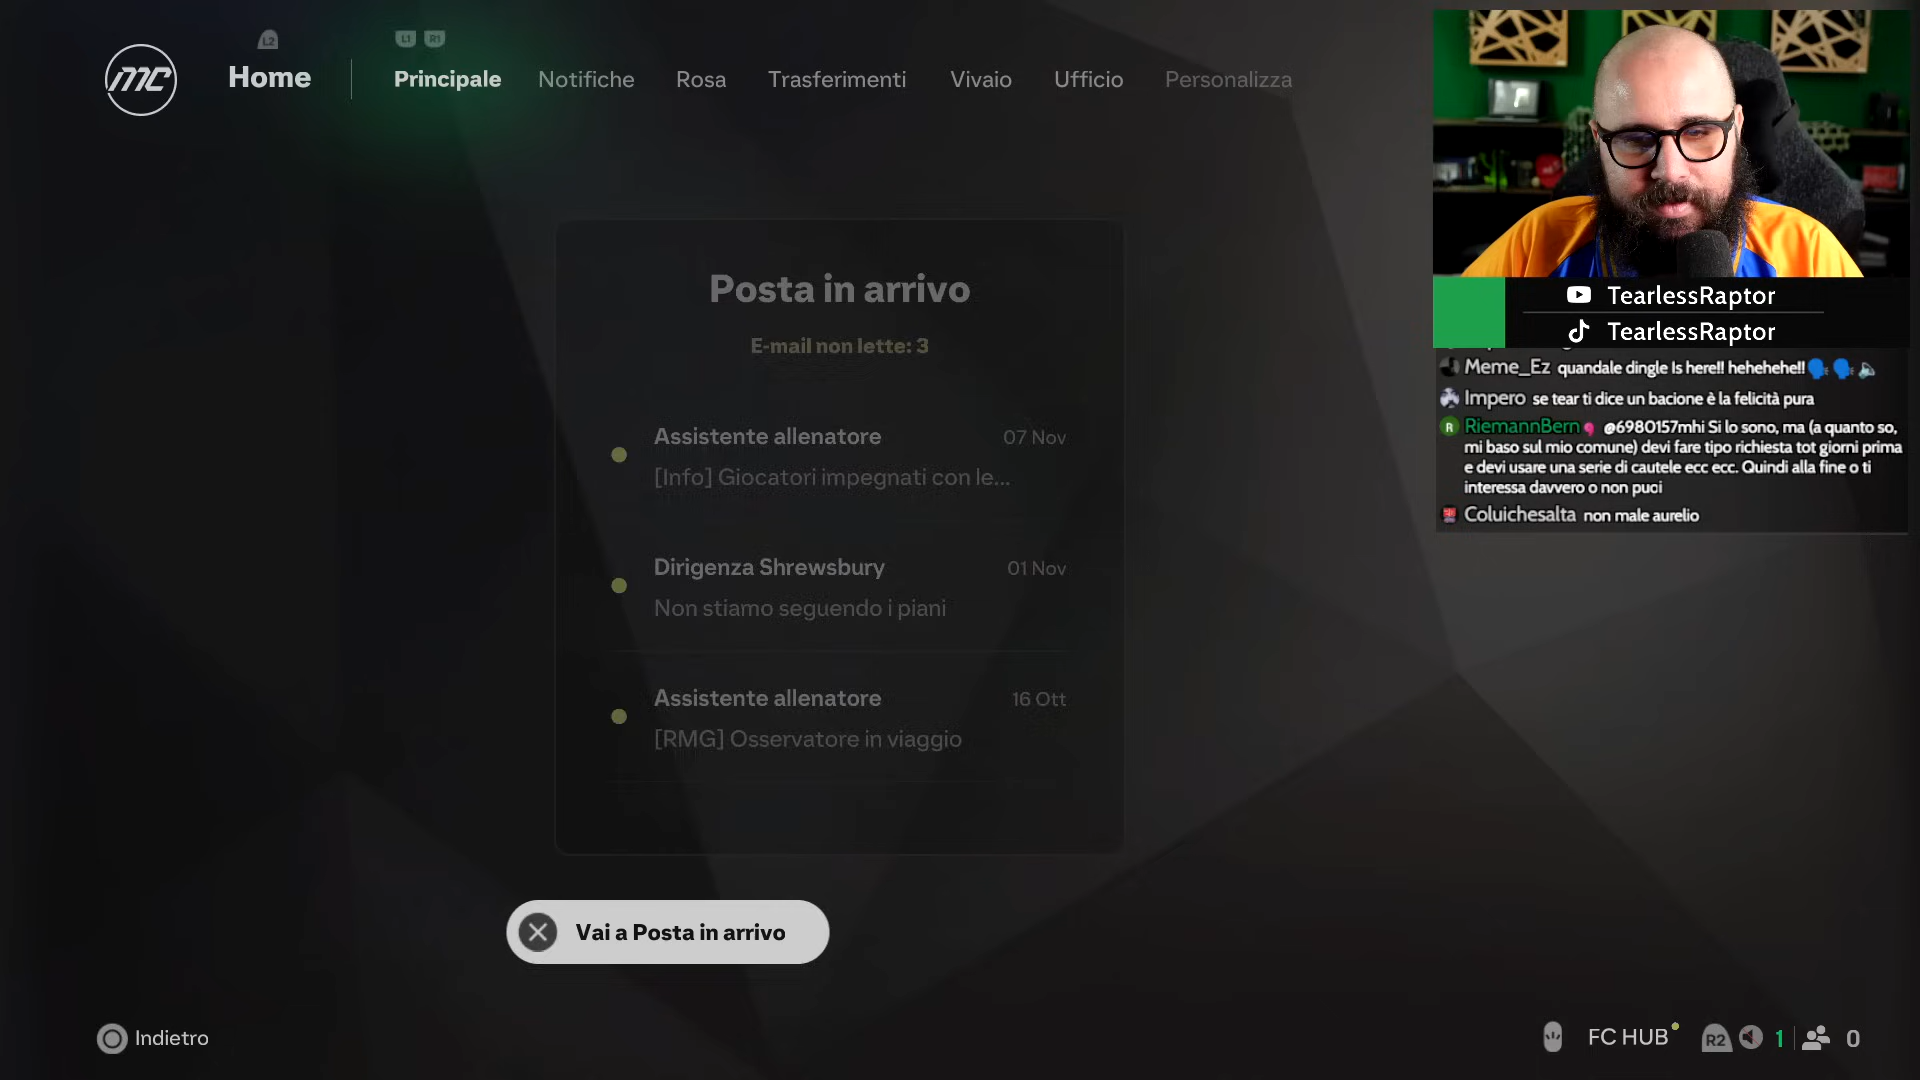 L2
L1 R1
MC
Home
Principale
Notifiche
Rosa
Trasferimenti
Vivaio
Ufficio
Personalizza
Posta in arrivo
E-mail non lette: 3
Assistente allenatore
07 Nov
[Info] Giocatori impegnati con le...
Dirigenza Shrewsbury
01 Nov
Non stiamo seguendo i piani
Assistente allenatore
16 Ott
[RMG] Osservatore in viaggio
Vai a Posta in arrivo
Indietro
FC HUB
R2
1
0
TearlessRaptor
TearlessRaptor
Meme_Ez quandale dingle Is here!! hehehehe!!
Impero se tear ti dice un bacione è la felicità pura
R RiemannBern @6980157mhi Si lo sono, ma (a quanto so,
mi baso sul mio comune) devi fare tipo richiesta tot giorni prima
e devi usare una serie di cautele ecc ecc. Quindi alla fine o ti
interessa davvero o non puoi
Coluichesalta non male aurelio